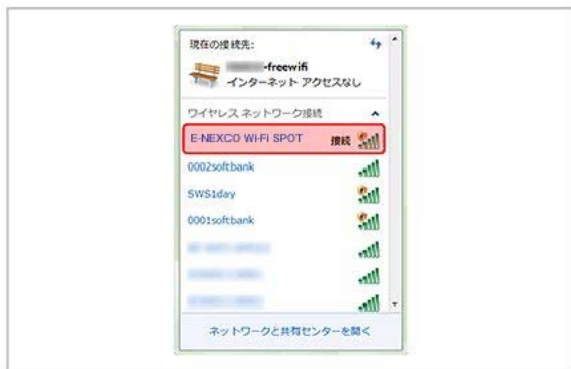 現在の接続先:
-freewifi
インターネット アクセスなし
ワイヤレス ネットワーク接続
E-NEXCO Wi-Fi SPOT 接続
0002softbank
SWS1day
0001softbank
ネットワークと共有センターを開く